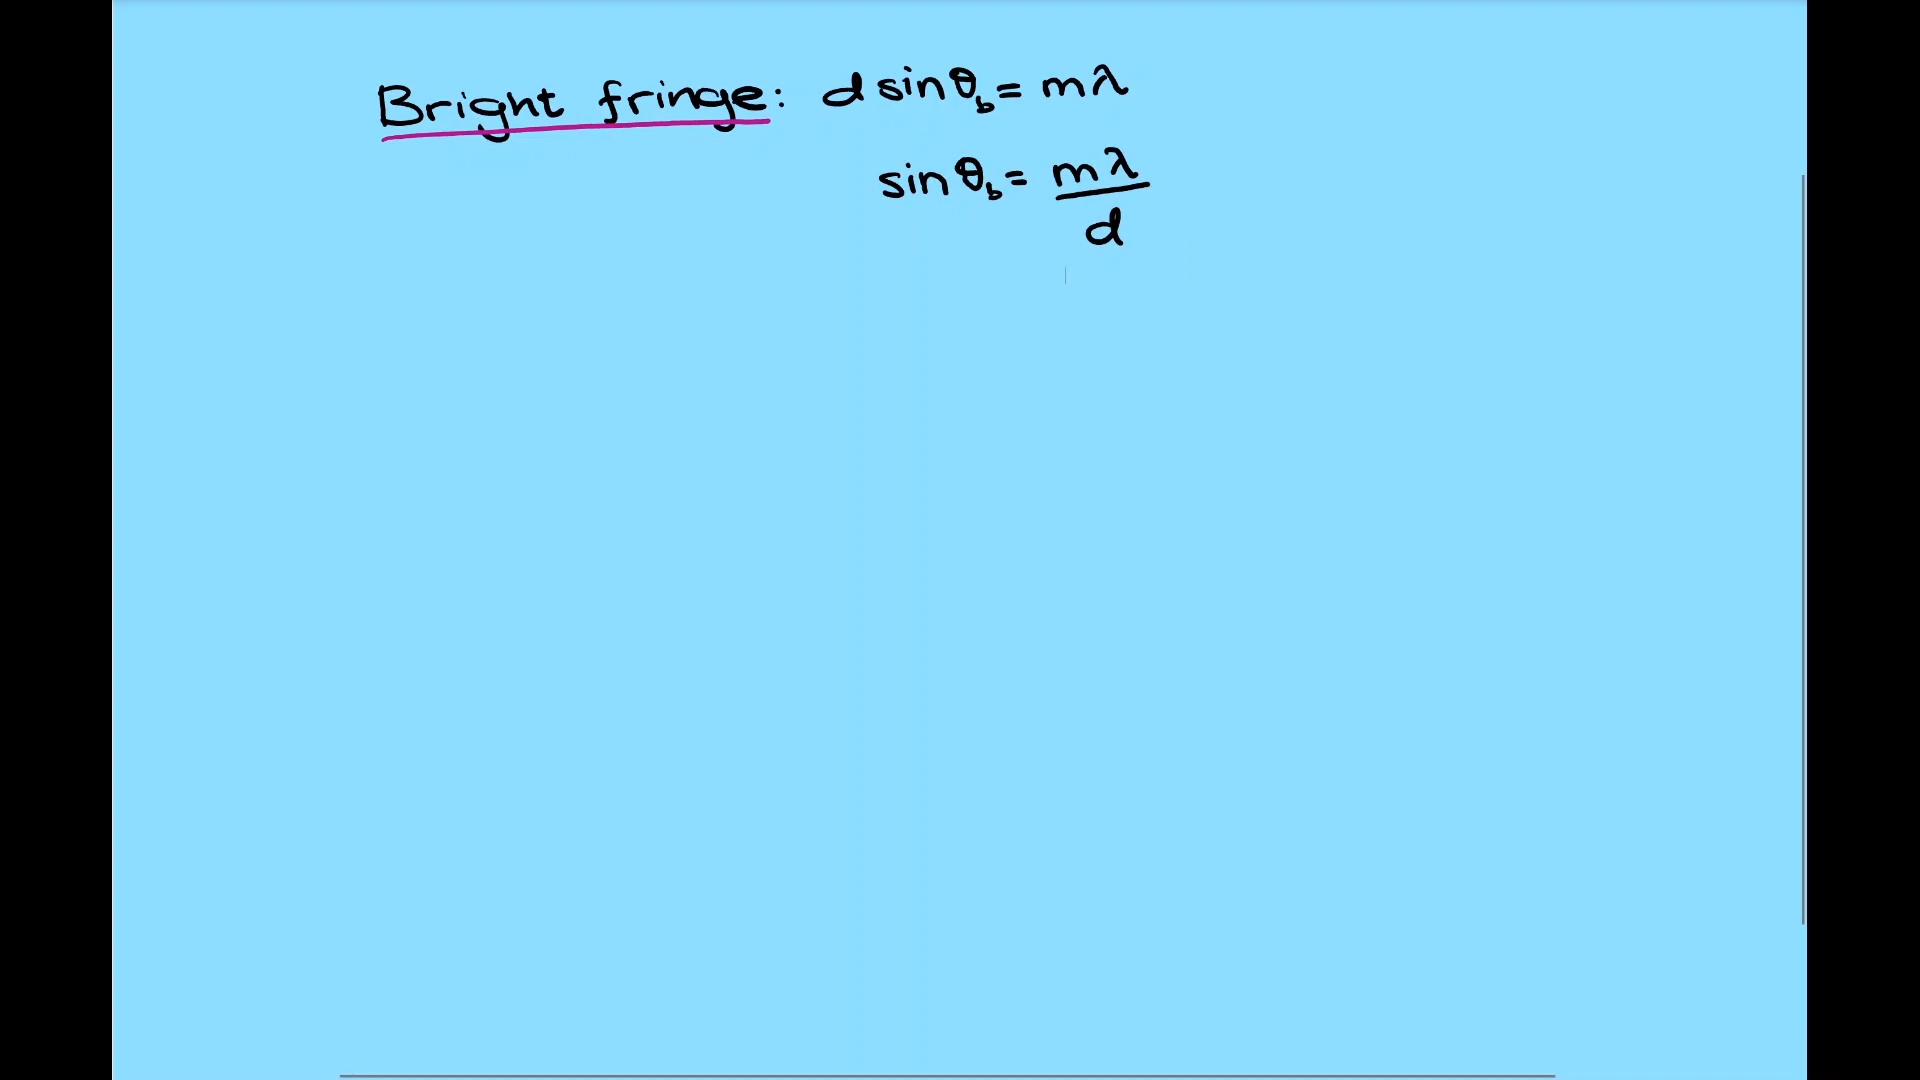 Bright fringe: d sinθ_b = mλ
sinθ_b = mλ/d